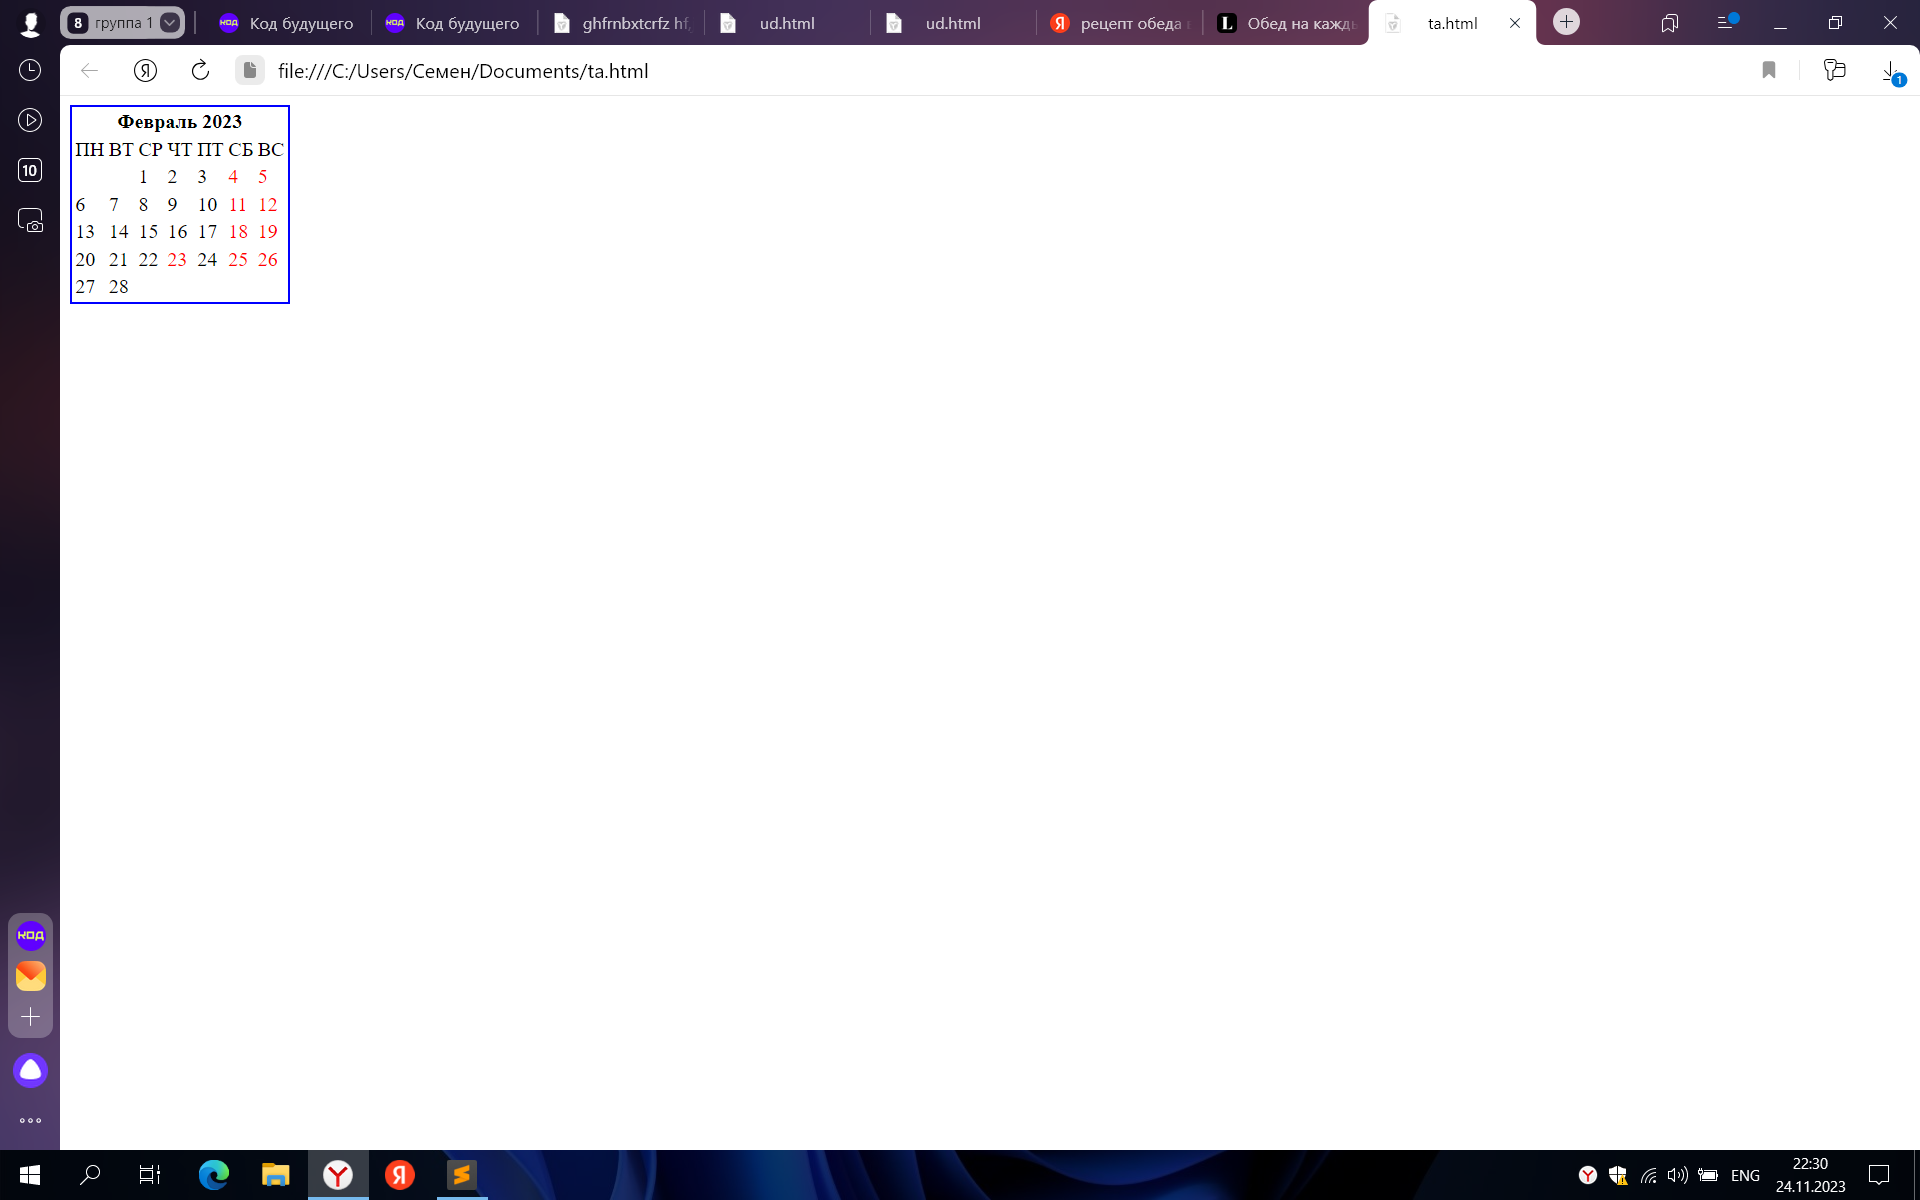 8 группа 1 Код будущего Код будущего ghfrnbxtcrfz hf ud.html ud.html рецепт обеда Обед на кажд ta.html
file:///C:/Users/Семен/Documents/ta.html
1
10
Февраль 2023
ПН ВТ СР ЧТ ПТ СБ ВС
1 2 3 4 5
6 7 8 9 10 11 12
13 14 15 16 17 18 19
20 21 22 23 24 25 26
27 28
код
ENG 22:30
24.11.2023